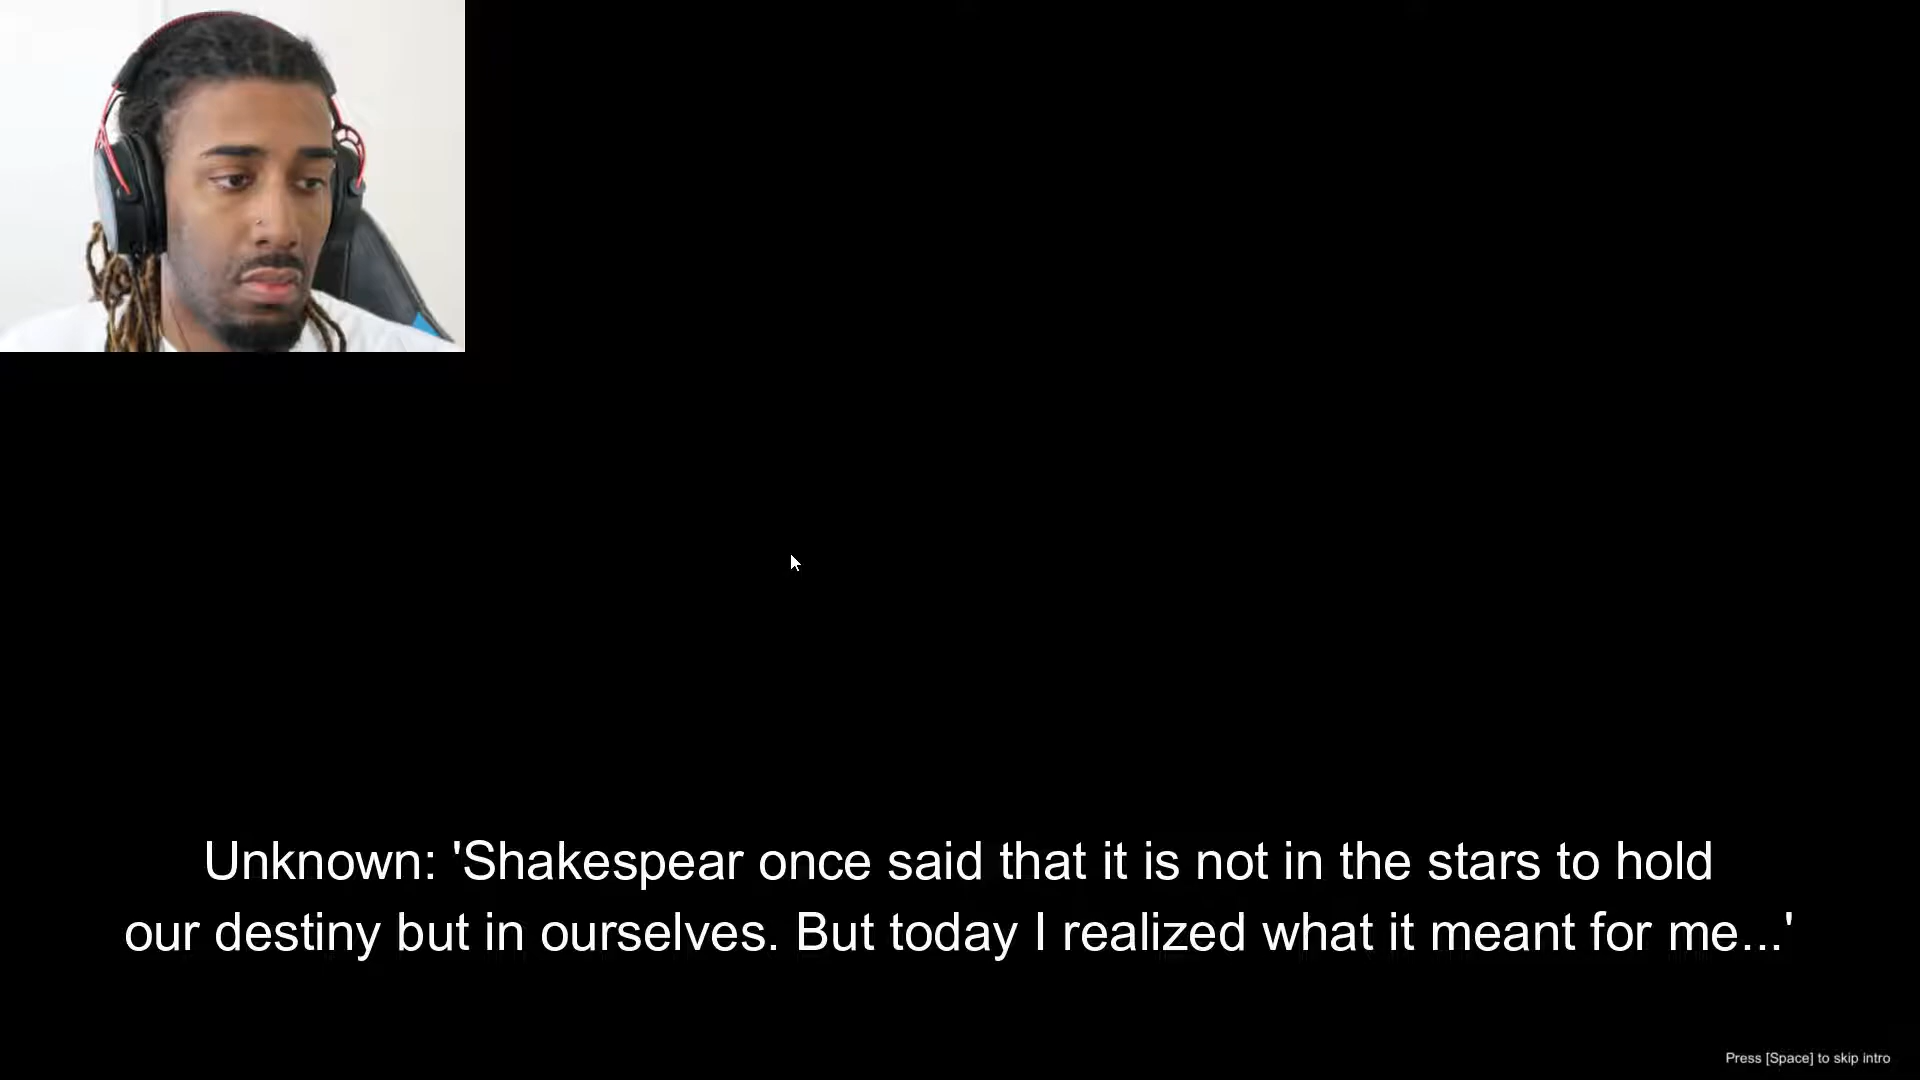 Unknown: 'Shakespear once said that it is not in the stars to hold
our destiny but in ourselves. But today I realized what it meant for me...'
Press [Space] to skip intro